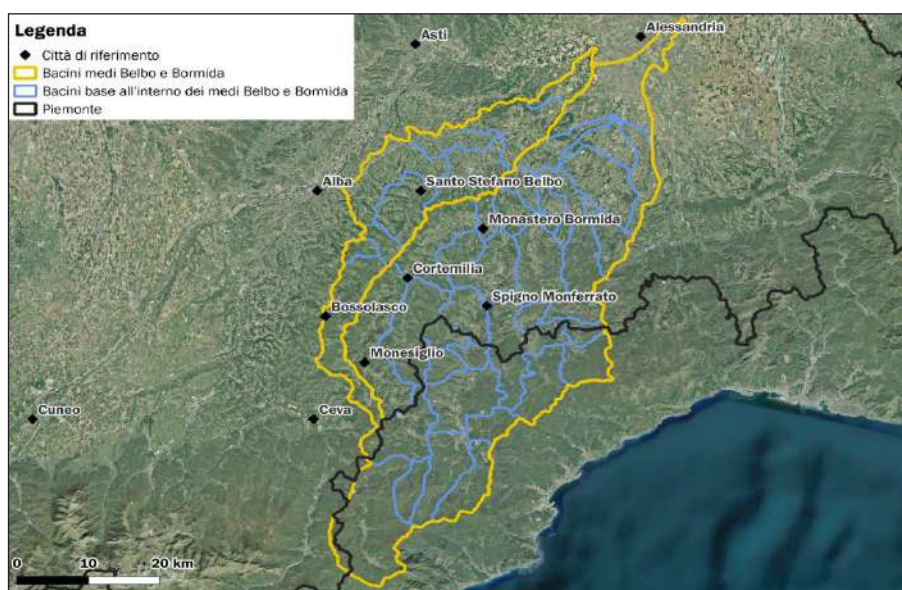 Legenda
Città di riferimento
Bacini medi Belbo e Bormida
Bacini base all'interno dei medi Belbo e Bormida
Piemonte
Asti
Alessandria
Alba
Santo Stefano Belbo
Monastero Bormida
Cortemilia
Spigno Monferrato
Bossolasco
Monesiglio
Cuneo
Ceva
0 10 20 km